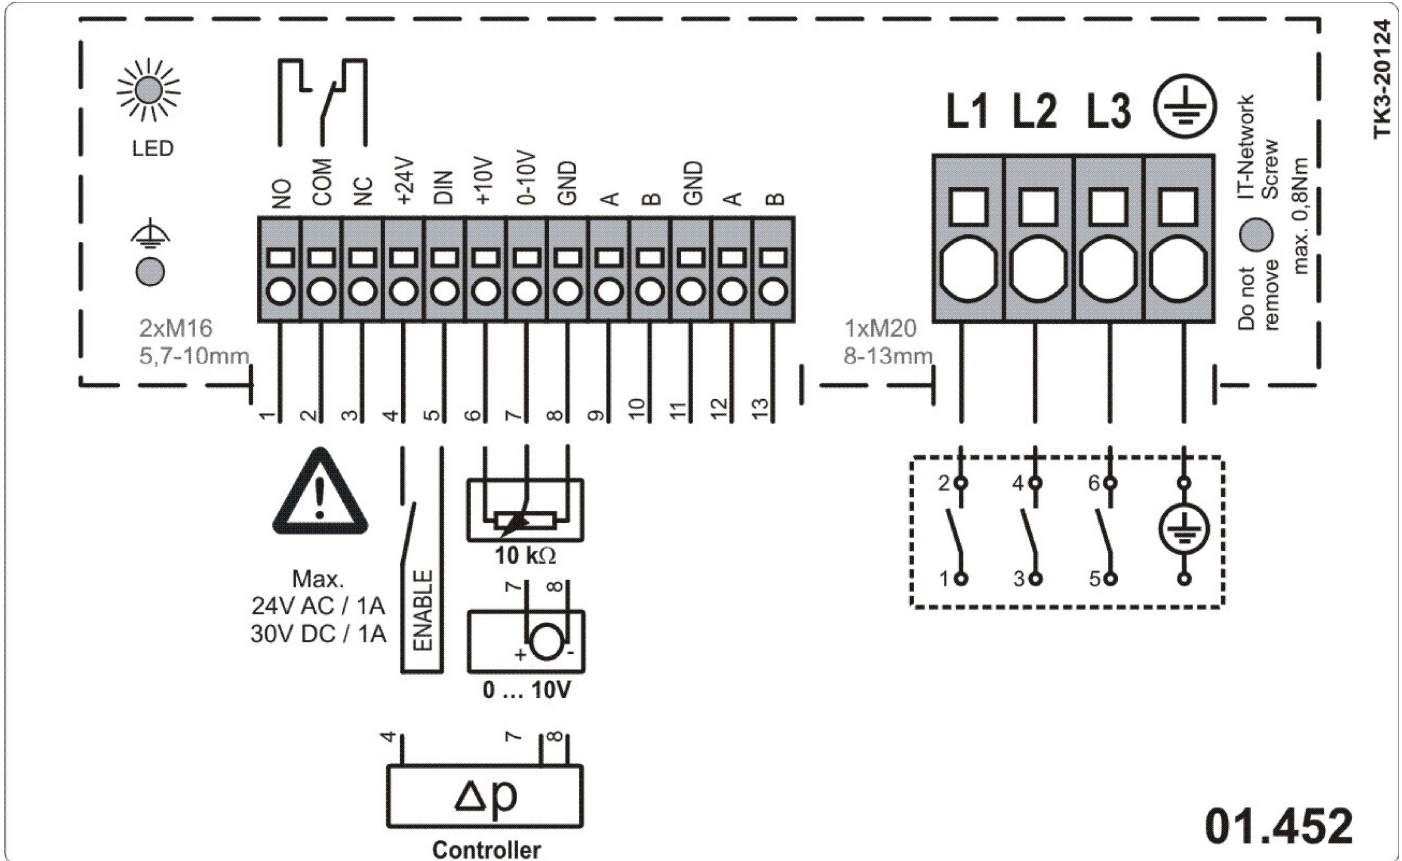 TK3-20124
LED
NO
COM
NC
+24V
DIN
+10V
0-10V
GND
A
B
GND
A
B
L1 L2 L3
IT-Network
Screw
Do not
remove
max. 0,8Nm
2xM16
5,7-10mm
1xM20
8-13mm
1
2
3
4
5
6
7
8
9
10
11
12
13
!
Max.
24V AC / 1A
30V DC / 1A
ENABLE
10 kΩ
7
8
+ -
0 ... 10V
4
7
8
Δp
Controller
2 4 6
1 3 5
01.452